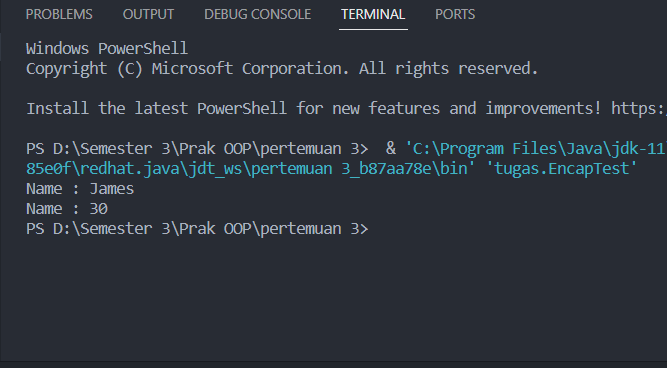 PROBLEMS OUTPUT DEBUG CONSOLE TERMINAL PORTS
Windows PowerShell
Copyright (C) Microsoft Corporation. All rights reserved.
Install the latest PowerShell for new features and improvements! https:/
PS D:\Semester 3\Prak OOP\pertemuan 3>  & 'C:\Program Files\Java\jdk-11
85e0f\redhat.java\jdt_ws\pertemuan 3_b87aa78e\bin' 'tugas.EncapTest'
Name : James
Name : 30
PS D:\Semester 3\Prak OOP\pertemuan 3>